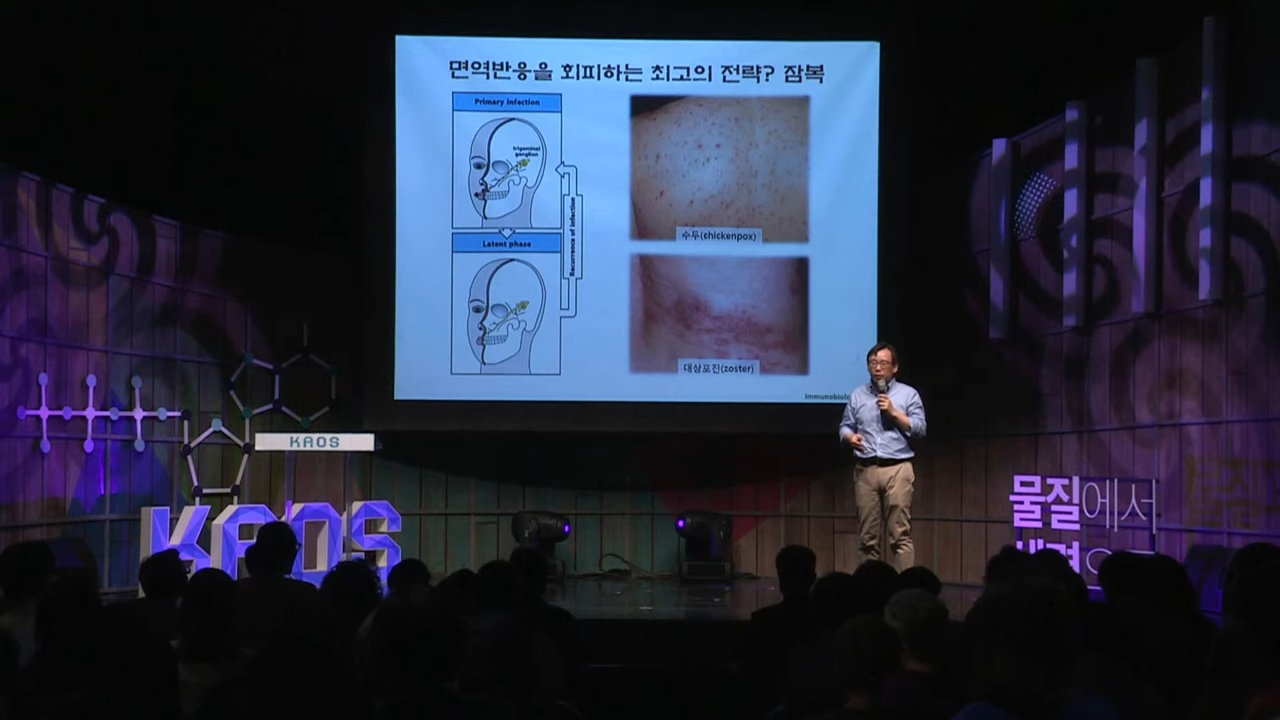 면역반응을 회피하는 최고의 전략? 잠복
Primary infection
trigeminal
ganglion
Recurrence of infection
Latent phase
수두(chickenpox)
대상포진(zoster)
KAOS
KAOS
물질에서